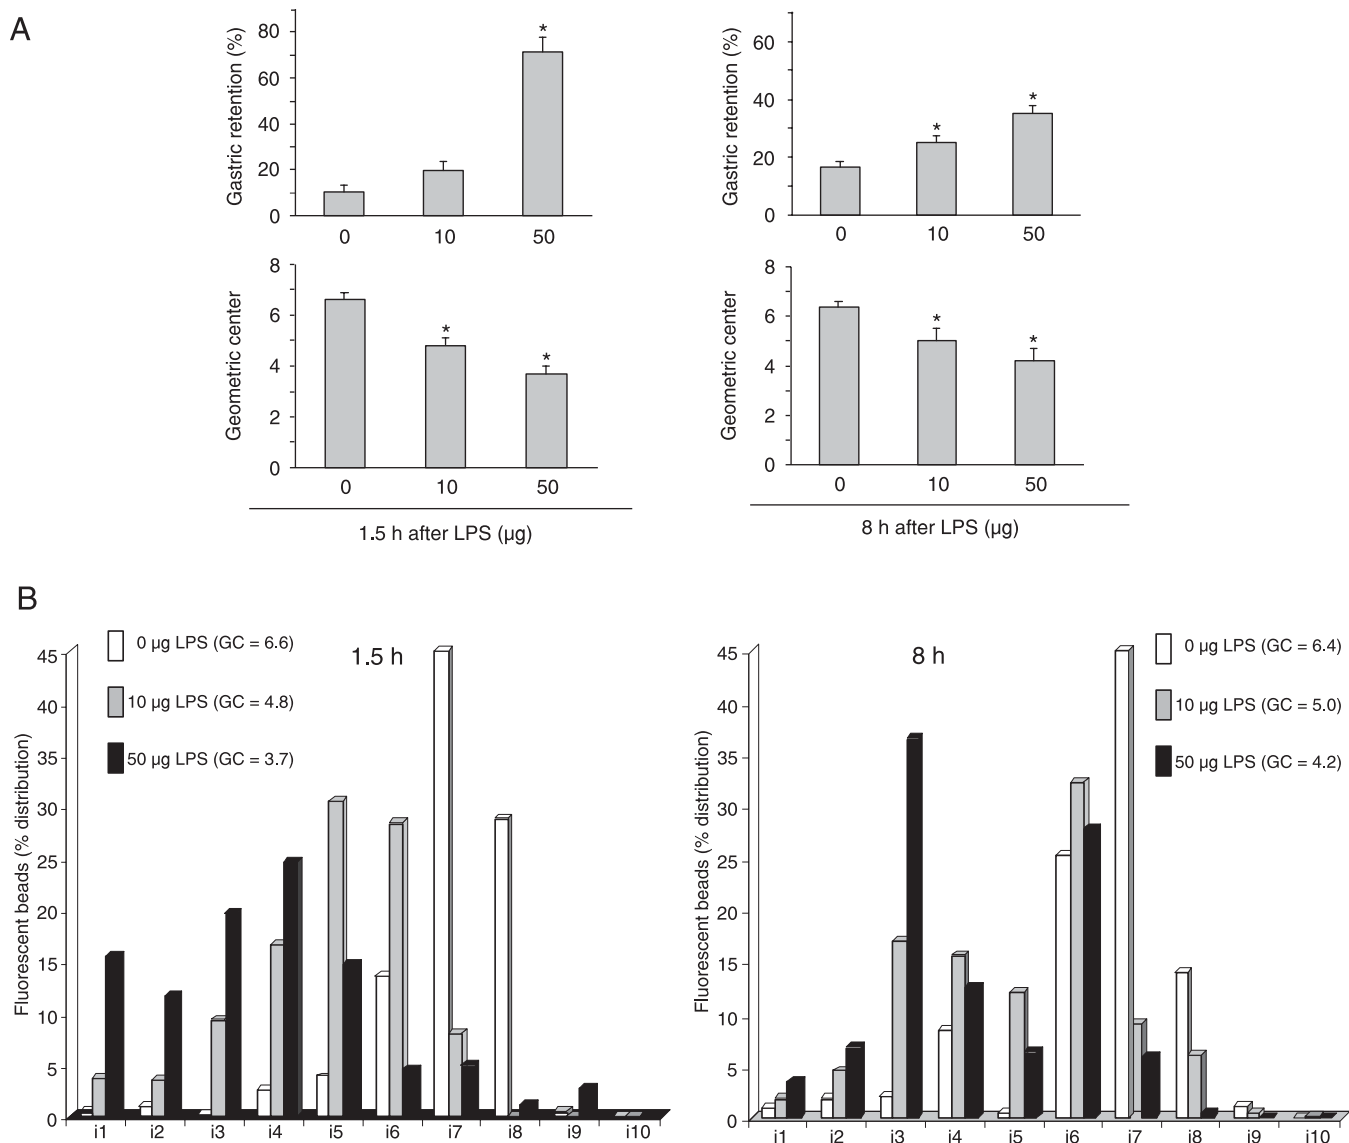 A
Gastric retention (%)
80
60
40
20
0
*
0 10 50
Gastric retention (%)
60
40
20
0
* *
0 10 50
Geometric center
8
6
4
2
0
* *
0 10 50
1.5 h after LPS (µg)
Geometric center
8
6
4
2
0
* *
0 10 50
8 h after LPS (µg)
B
Fluorescent beads (% distribution)
45
40
35
30
25
20
15
10
5
0
0 µg LPS (GC = 6.6)
10 µg LPS (GC = 4.8)
50 µg LPS (GC = 3.7)
1.5 h
i1 i2 i3 i4 i5 i6 i7 i8 i9 i10
Fluorescent beads (% distribution)
45
40
35
30
25
20
15
10
5
0
8 h
0 µg LPS (GC = 6.4)
10 µg LPS (GC = 5.0)
50 µg LPS (GC = 4.2)
i1 i2 i3 i4 i5 i6 i7 i8 i9 i10